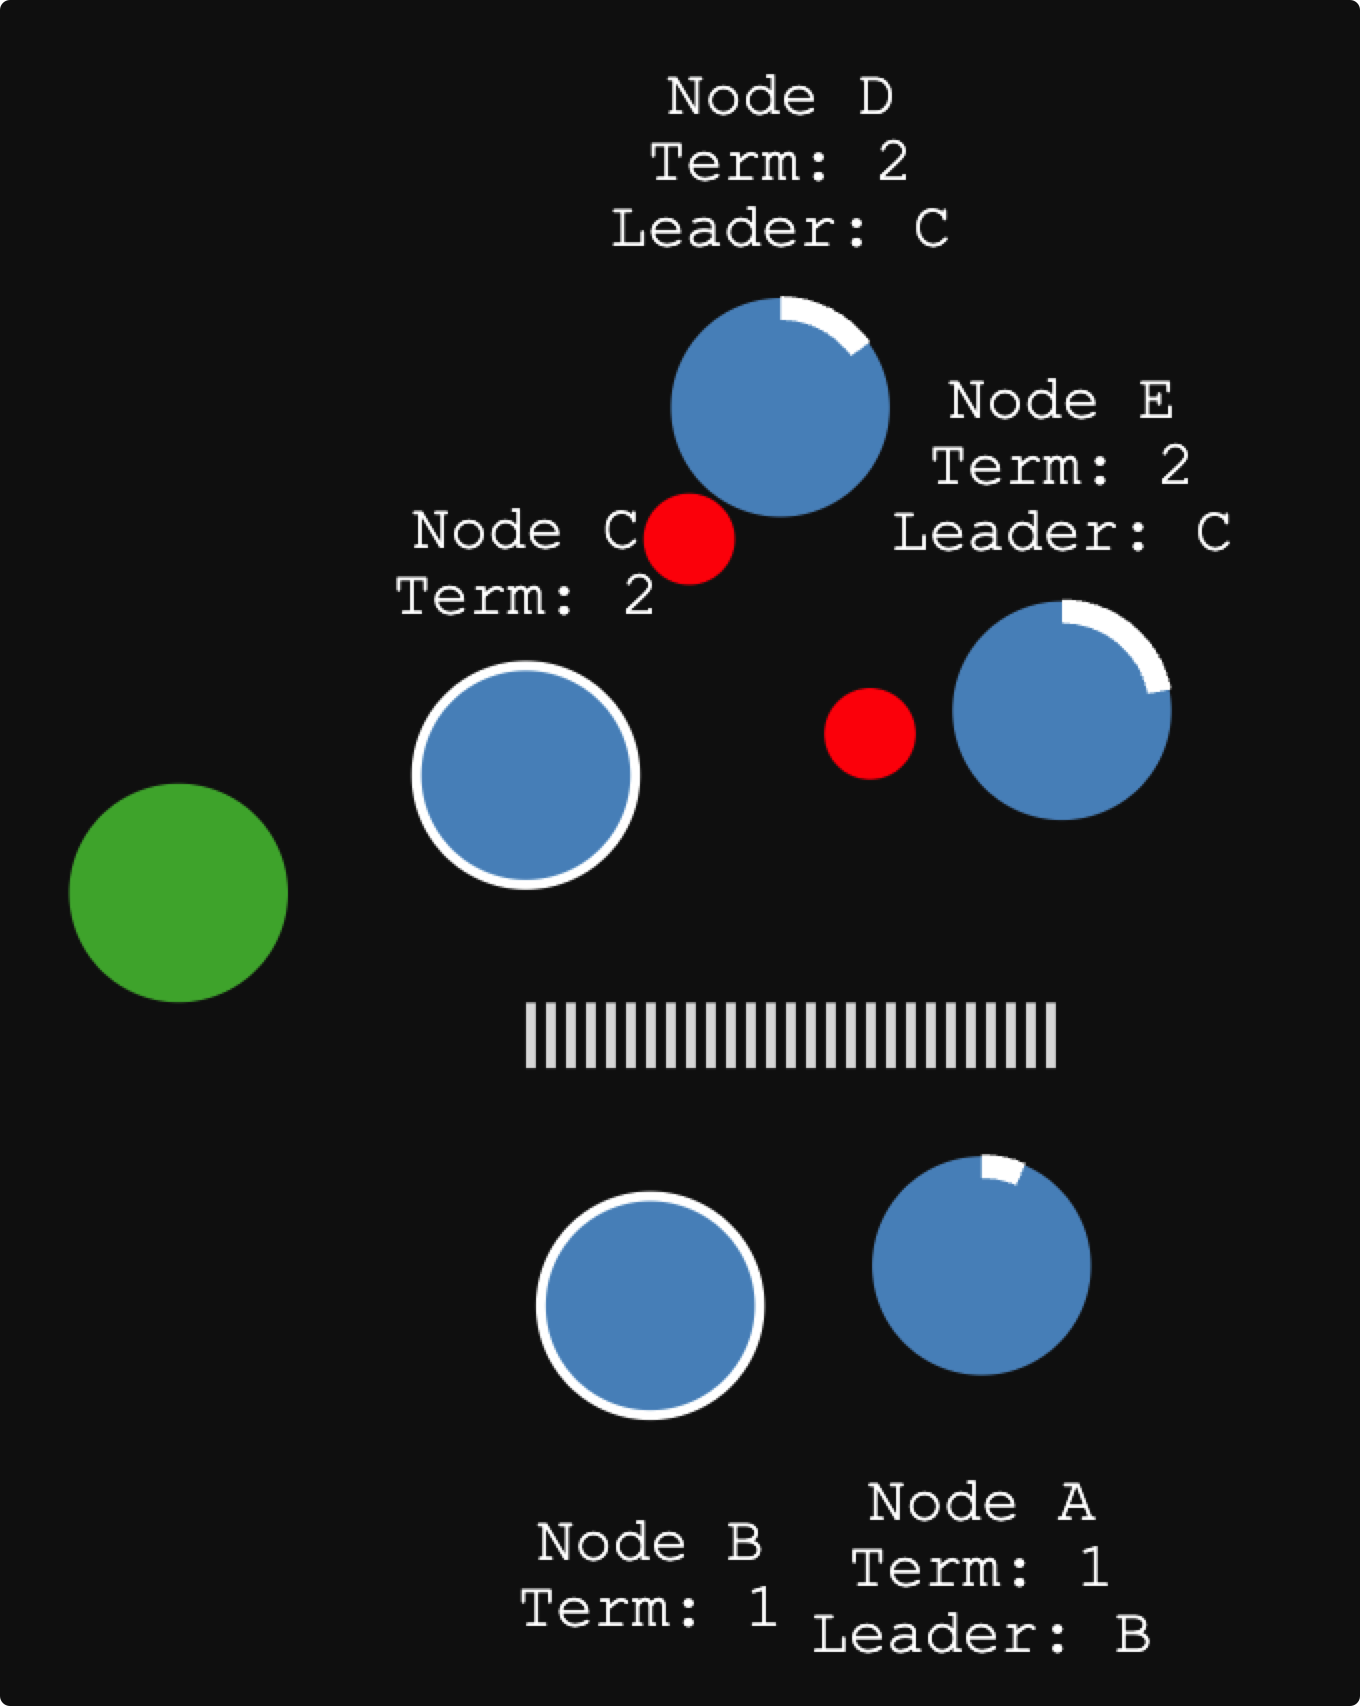 Node D
Term: 2
Leader: C
Node E
Term: 2
Leader: C
Node C
Term: 2
Node B
Term: 1
Node A
Term: 1
Leader: B